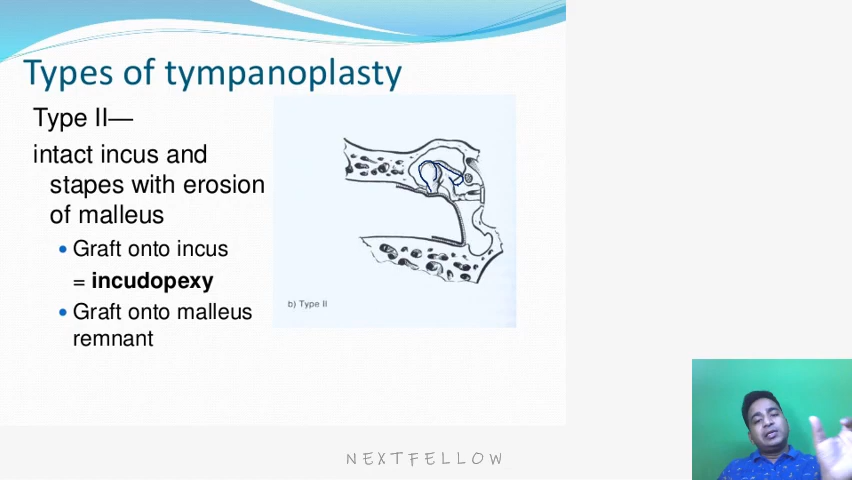 Types of tympanoplasty
Type II—
intact incus and
stapes with erosion
of malleus
• Graft onto incus
= incudopexy
• Graft onto malleus
remnant
b) Type II
NEXTFELLOW